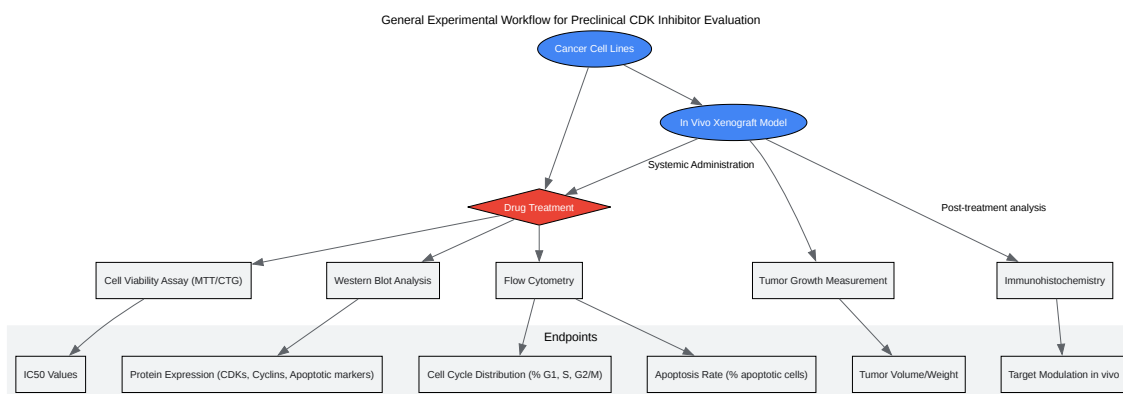 General Experimental Workflow for Preclinical CDK Inhibitor Evaluation
Cancer Cell Lines
In Vivo Xenograft Model
Systemic Administration
Drug Treatment
Post-treatment analysis
Cell Viability Assay (MTT/CTG)
Western Blot Analysis
Flow Cytometry
Tumor Growth Measurement
Immunohistochemistry
Endpoints
IC50 Values
Protein Expression (CDKs, Cyclins, Apoptotic markers)
Cell Cycle Distribution (% G1, S, G2/M)
Apoptosis Rate (% apoptotic cells)
Tumor Volume/Weight
Target Modulation in vivo